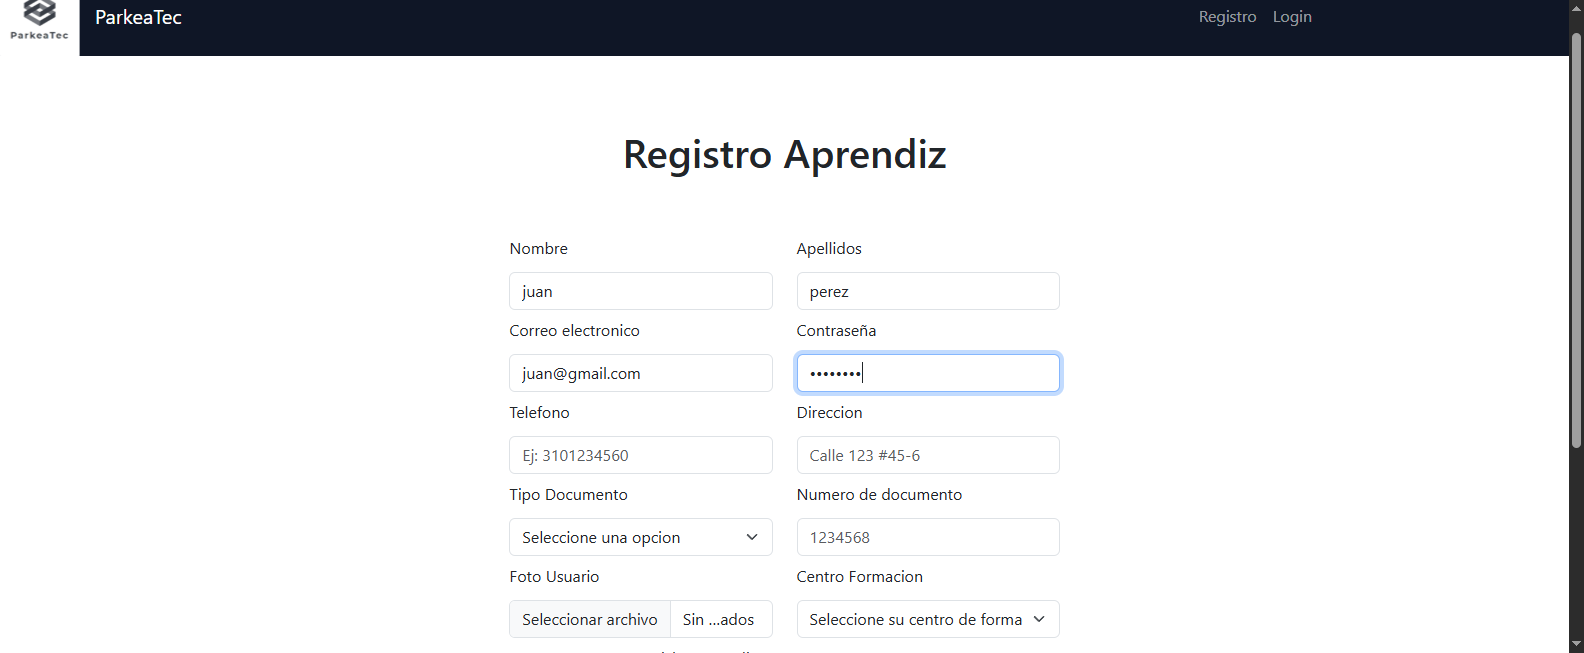 ParkeaTec
ParkeaTec
Registro Login
Registro Aprendiz
Nombre
Apellidos
juan
perez
Correo electronico
Contraseña
juan@gmail.com
••••••••
Telefono
Direccion
Ej: 3101234560
Calle 123 #45-6
Tipo Documento
Numero de documento
Seleccione una opcion
1234568
Foto Usuario
Centro Formacion
Seleccionar archivo Sin ...ados
Seleccione su centro de forma